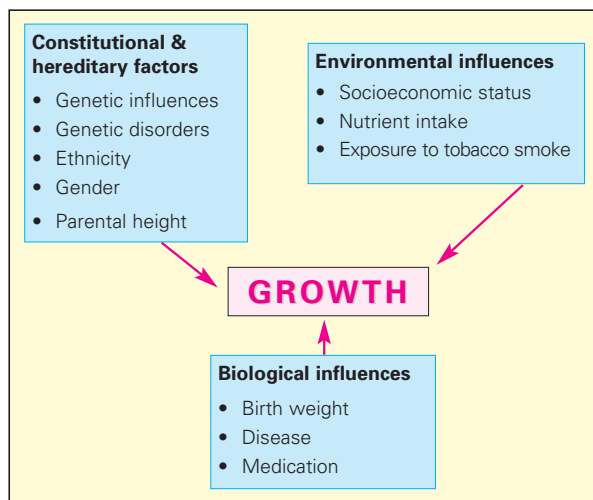 Constitutional &
hereditary factors
• Genetic influences
• Genetic disorders
• Ethnicity
• Gender
• Parental height
Environmental influences
• Socioeconomic status
• Nutrient intake
• Exposure to tobacco smoke
GROWTH
Biological influences
• Birth weight
• Disease
• Medication